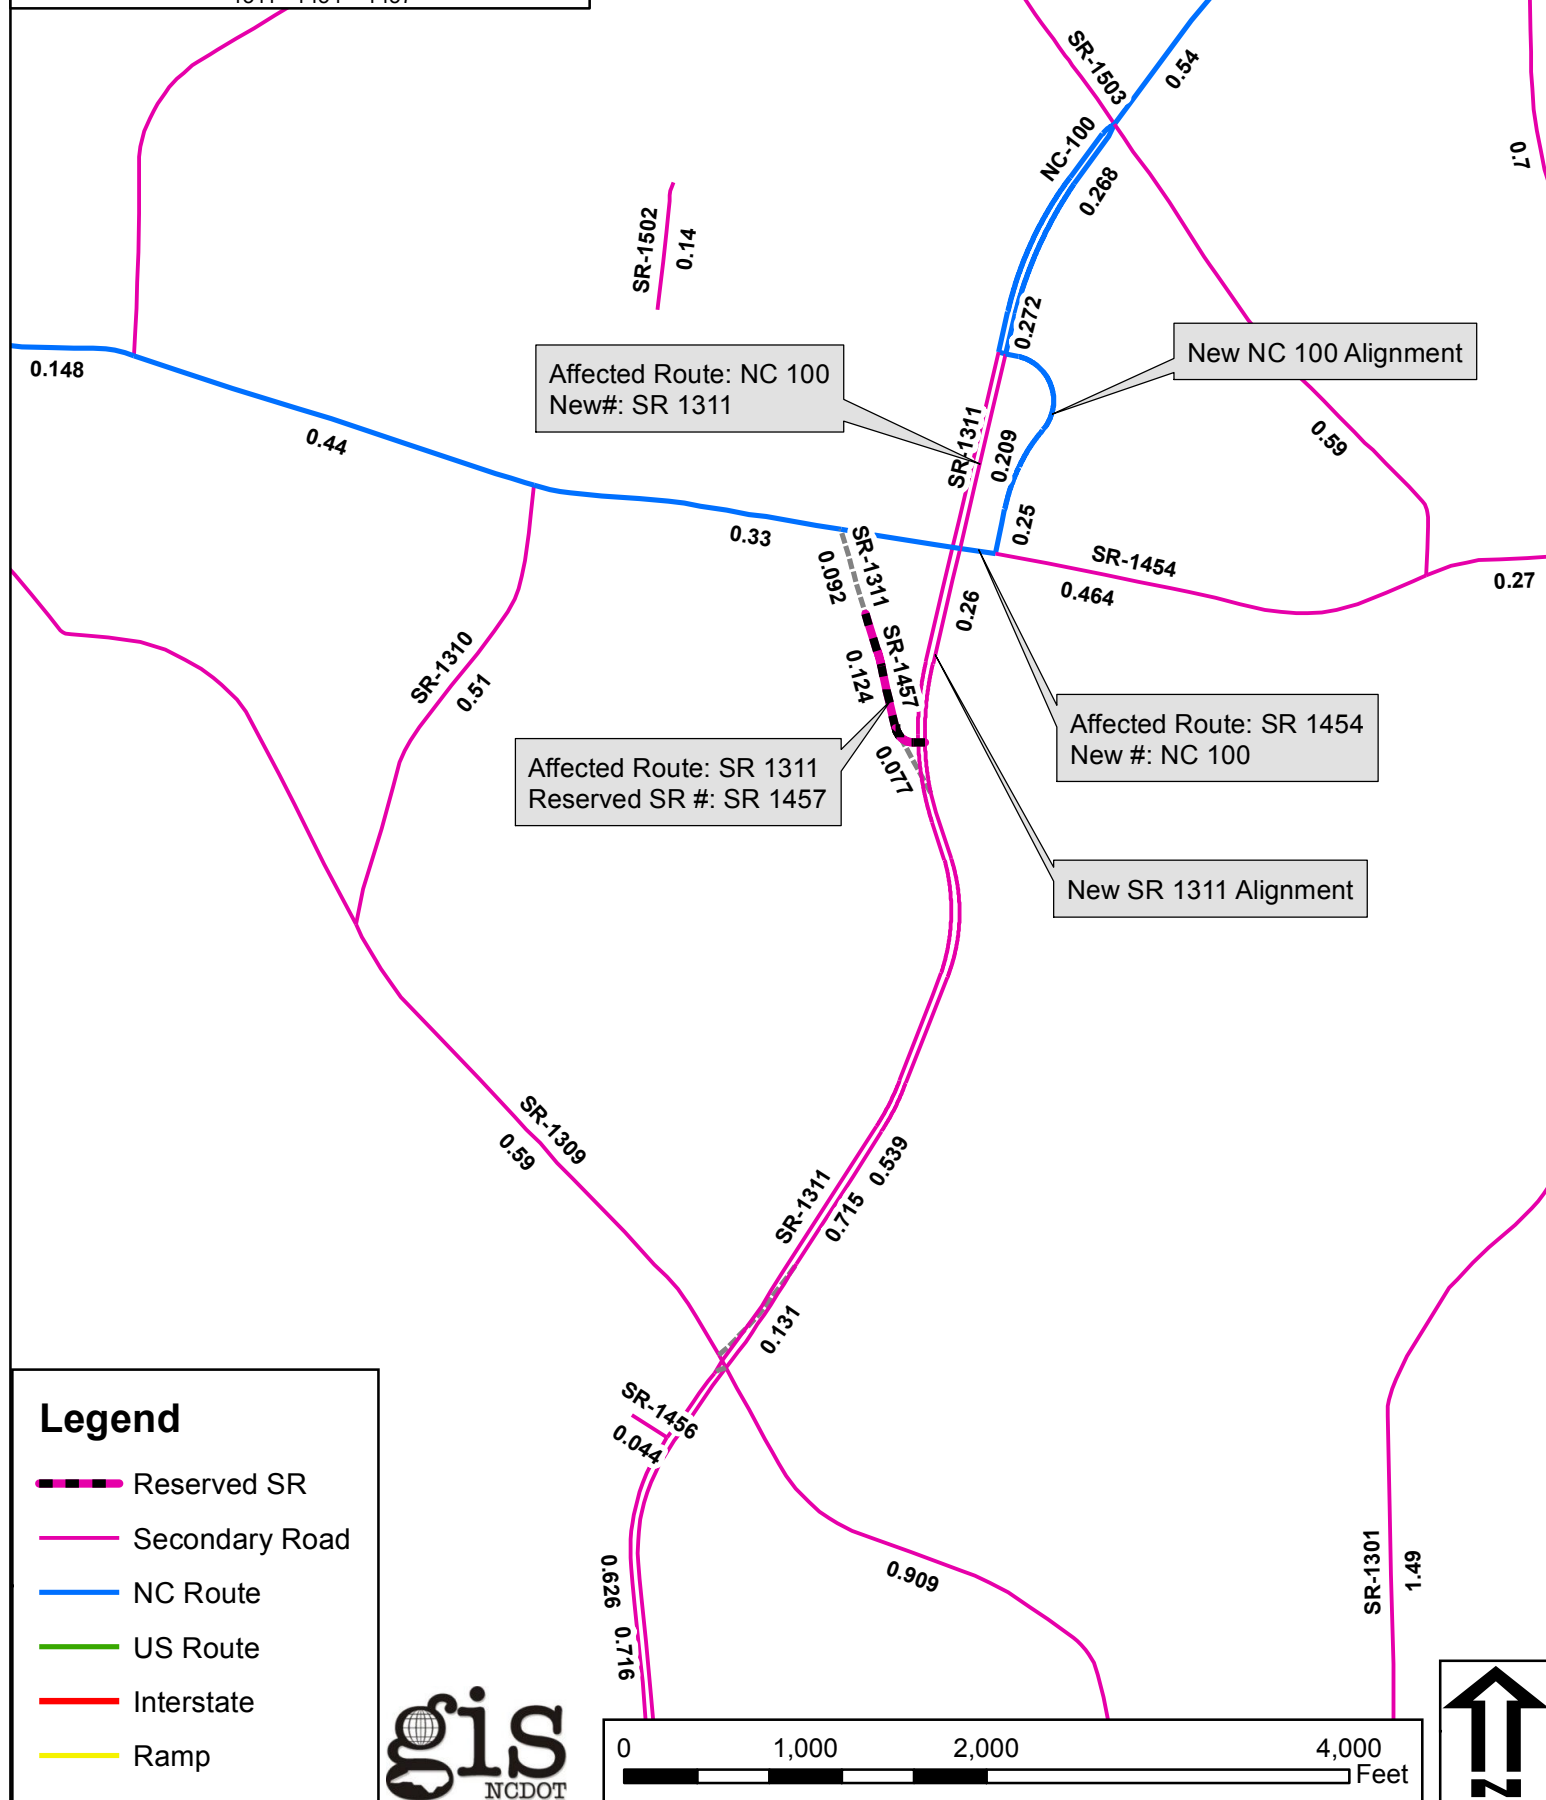 SR-1503
0.54
NC-100
0.268
0.7
SR-1502
0.14
0.272
New NC 100 Alignment
0.148
Affected Route: NC 100
New#: SR 1311
0.44
SR-1311
0.209
0.59
0.33
0.25
SR-1311
0.092
SR-1454
0.464
0.27
0.26
SR-1310
0.51
SR-1457
0.124
0.077
Affected Route: SR 1454
New #: NC 100
Affected Route: SR 1311
Reserved SR #: SR 1457
New SR 1311 Alignment
SR-1309
0.59
0.539
SR-1311
0.715
0.131
SR-1456
0.044
0.626
0.716
0.909
SR-1301
1.49
Legend
Reserved SR
Secondary Road
NC Route
US Route
Interstate
Ramp
gis
NCDOT
0 1,000 2,000 4,000
Feet
N